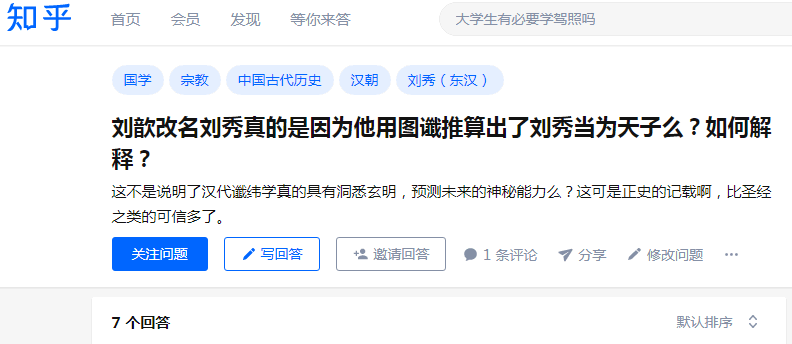 知乎 首页 会员 发现 等你来答 大学生有必要学驾照吗
国学 宗教 中国古代历史 汉朝 刘秀（东汉）
刘歆改名刘秀真的是因为他用图谶推算出了刘秀当为天子么？如何解
释？
这不是说明了汉代谶纬学真的具有洞悉玄明，预测未来的神秘能力么？这可是正史的记载啊，比圣经
之类的可信多了。
关注问题 写回答 邀请回答 1 条评论 分享 修改问题 ···
7 个回答 默认排序